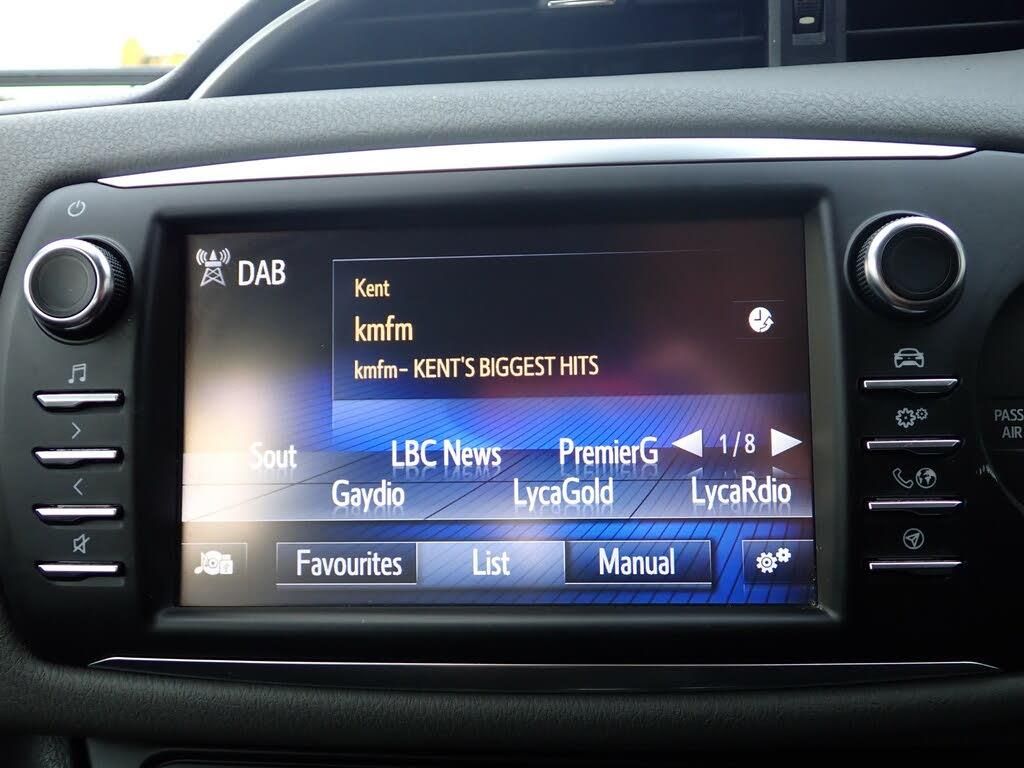 DAB
Kent
kmfm
kmfm- KENT'S BIGGEST HITS
Sout LBC News PremierG 1/8
Gaydio LycaGold LycaRdio
Favourites List Manual
PASS
AIR